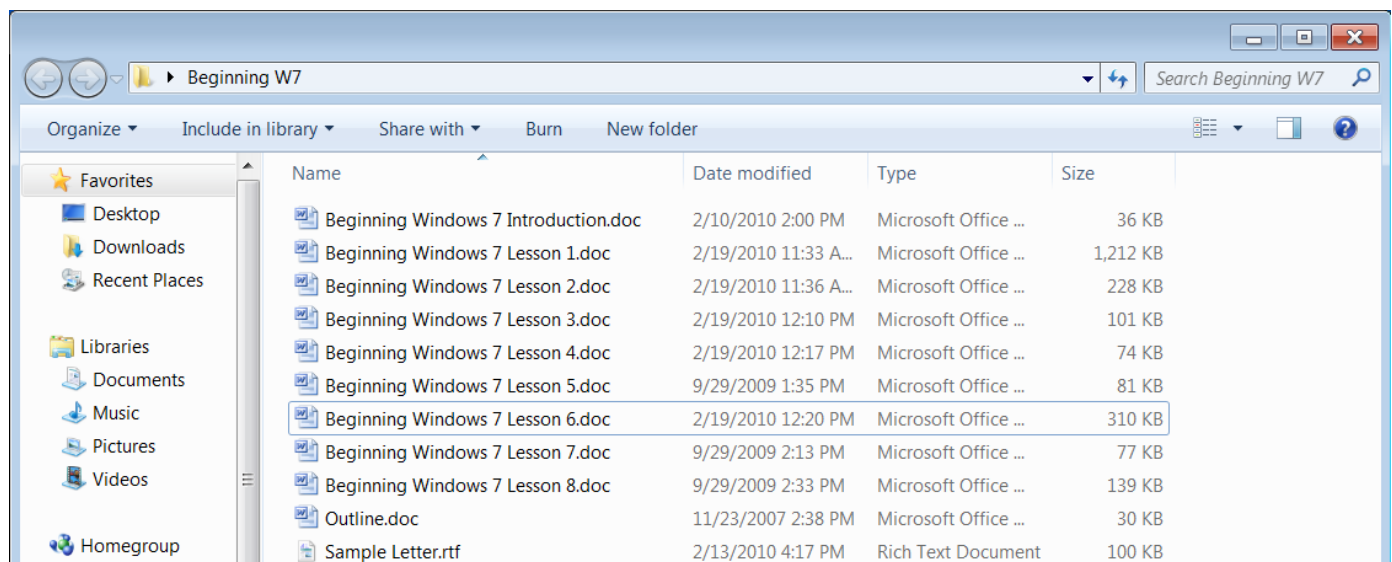 Beginning W7 Search Beginning W7
Organize Include in library Share with Burn New folder
Favorites
Desktop
Downloads
Recent Places
Libraries
Documents
Music
Pictures
Videos
Homegroup
Name Date modified Type Size
Beginning Windows 7 Introduction.doc 2/10/2010 2:00 PM Microsoft Office ... 36 KB
Beginning Windows 7 Lesson 1.doc 2/19/2010 11:33 A... Microsoft Office ... 1,212 KB
Beginning Windows 7 Lesson 2.doc 2/19/2010 11:36 A... Microsoft Office ... 228 KB
Beginning Windows 7 Lesson 3.doc 2/19/2010 12:10 PM Microsoft Office ... 101 KB
Beginning Windows 7 Lesson 4.doc 2/19/2010 12:17 PM Microsoft Office ... 74 KB
Beginning Windows 7 Lesson 5.doc 9/29/2009 1:35 PM Microsoft Office ... 81 KB
Beginning Windows 7 Lesson 6.doc 2/19/2010 12:20 PM Microsoft Office ... 310 KB
Beginning Windows 7 Lesson 7.doc 9/29/2009 2:13 PM Microsoft Office ... 77 KB
Beginning Windows 7 Lesson 8.doc 9/29/2009 2:33 PM Microsoft Office ... 139 KB
Outline.doc 11/23/2007 2:38 PM Microsoft Office ... 30 KB
Sample Letter.rtf 2/13/2010 4:17 PM Rich Text Document 100 KB